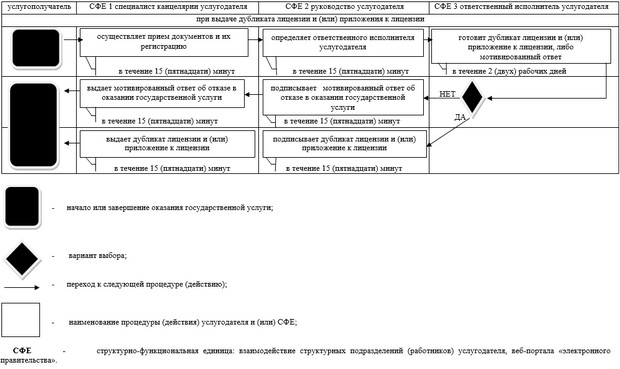 услугополучатель СФЕ 1 специалист канцелярии услугодателя СФЕ 2 руководство услугодателя СФЕ 3 ответственный исполнитель услугодателя
при выдаче дубликата лицензии и (или) приложения к лицензии
осуществляет прием документов и их
регистрацию
в течение 15 (пятнадцати) минут
определяет ответственного исполнителя
услугодателя
в течение 15 (пятнадцати) минут
готовит дубликат лицензии и (или)
приложение к лицензии, либо
мотивированный ответ
в течение 2 (двух) рабочих дней
выдает мотивированный ответ об отказе в
оказании государственной услуги
в течение 15 (пятнадцати) минут
подписывает мотивированный ответ об
отказе в оказании государственной
услуги
в течение 15 (пятнадцати) минут
НЕТ
ДА
выдает дубликат лицензии и (или)
приложение к лицензии
в течение 15 (пятнадцати) минут
подписывает дубликат лицензии и (или)
приложение к лицензии
в течение 15 (пятнадцати) минут
- начало или завершение оказания государственной услуги;
- вариант выбора;
- переход к следующей процедуре (действию);
- наименование процедуры (действия) услугодателя и (или) СФЕ;
СФЕ - структурно-функциональная единица: взаимодействие структурных подразделений (работников) услугодателя, веб-портала «электронного
правительства».